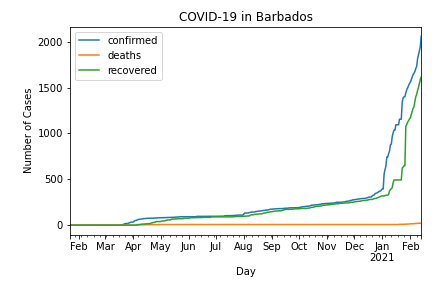 COVID-19 in Barbados
confirmed
deaths
recovered
Number of Cases
2000
1500
1000
500
0
Feb Mar Apr May Jun Jul Aug Sep Oct Nov Dec Jan Feb
2021
Day